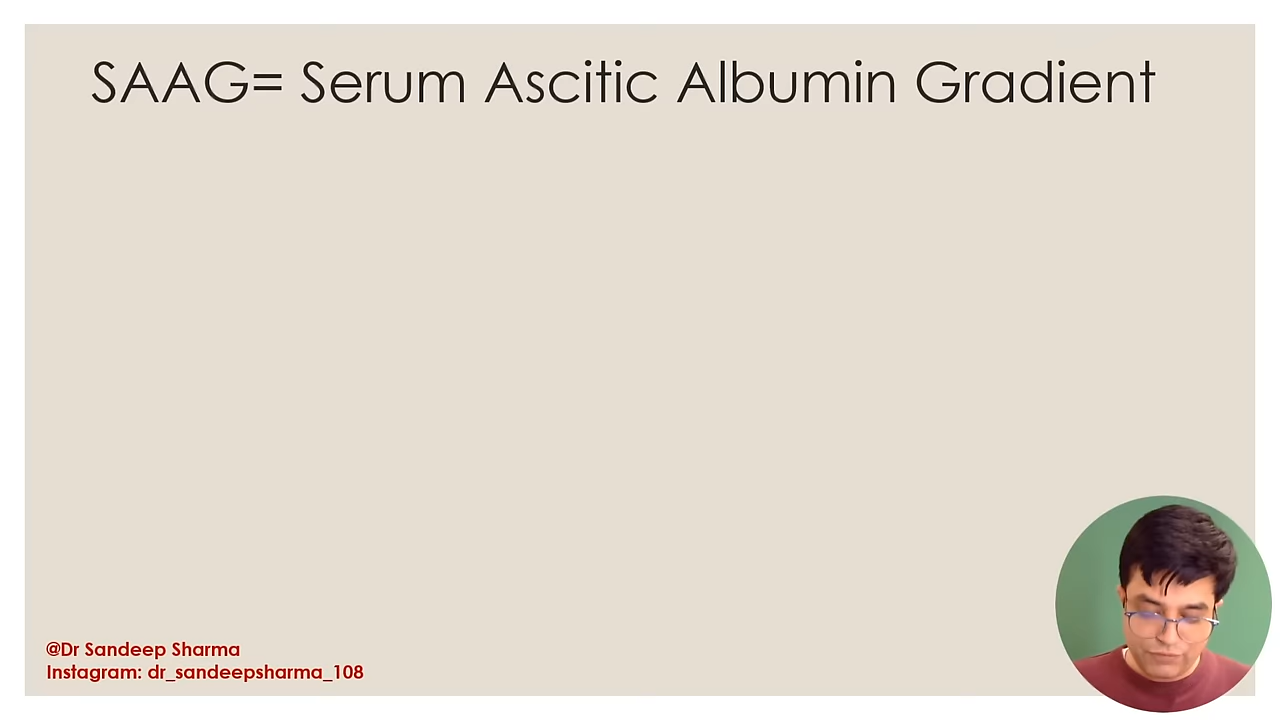 SAAG= Serum Ascitic Albumin Gradient
@Dr Sandeep Sharma
Instagram: dr_sandeepsharma_108